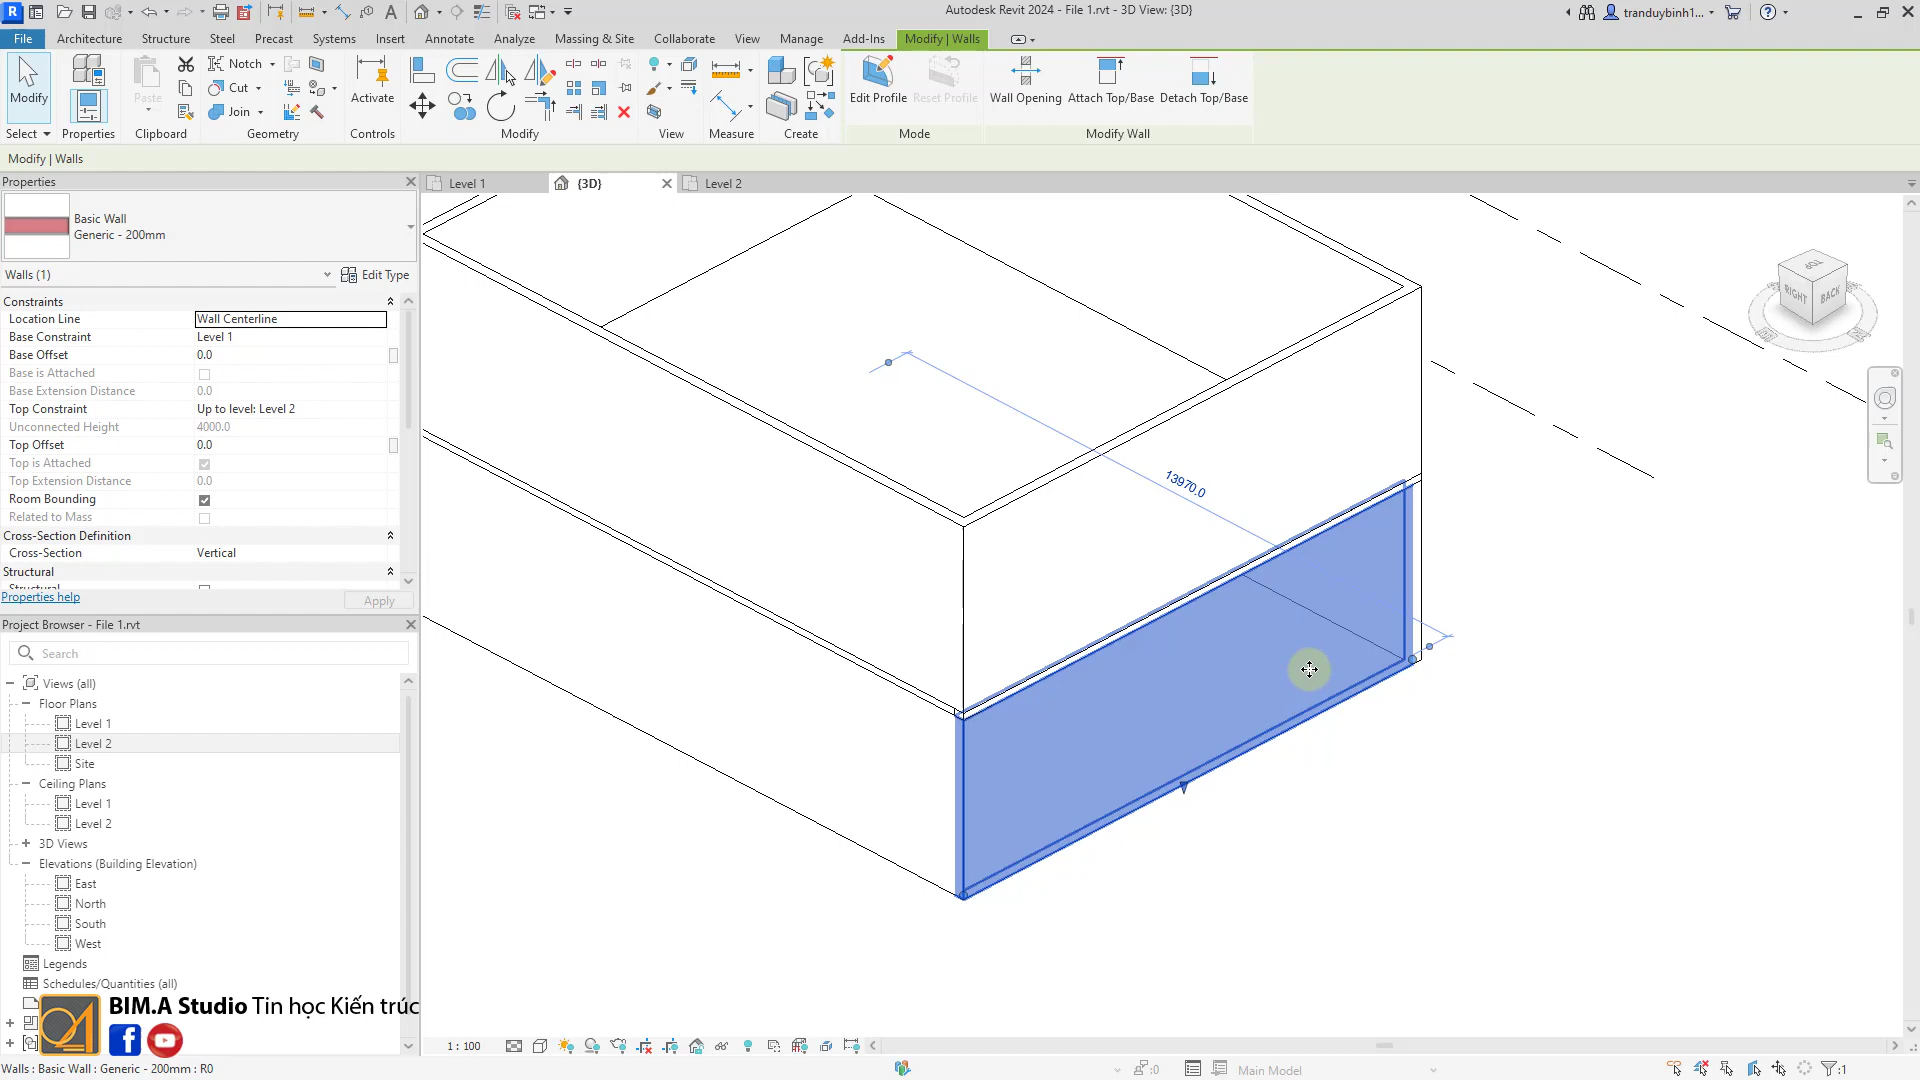 Autodesk Revit 2024 - File 1.rvt - 3D View: {3D}
tranduybinh1...
File
Architecture
Structure
Steel
Precast
Systems
Insert
Annotate
Analyze
Massing & Site
Collaborate
View
Manage
Add-Ins
Modify | Walls
Modify
Paste
Notch
Cut
Join
Activate
Edit Profile
Reset Profile
Wall Opening
Attach Top/Base
Detach Top/Base
Select
Properties
Clipboard
Geometry
Controls
Modify
View
Measure
Create
Mode
Modify Wall
Modify | Walls
Properties
Level 1
{3D}
Level 2
Basic Wall
Generic - 200mm
Walls (1)
Edit Type
Constraints
Location Line
Wall Centerline
Base Constraint
Level 1
Base Offset
0.0
Base is Attached
Base Extension Distance
0.0
Top Constraint
Up to level: Level 2
Unconnected Height
4000.0
Top Offset
0.0
Top is Attached
Top Extension Distance
0.0
Room Bounding
Related to Mass
Cross-Section Definition
Cross-Section
Vertical
Structural
Structural
Properties help
Apply
13970.0
TOP
RIGHT
BACK
Project Browser - File 1.rvt
Search
Views (all)
Floor Plans
Level 1
Level 2
Site
Ceiling Plans
Level 1
Level 2
3D Views
Elevations (Building Elevation)
East
North
South
West
Legends
Schedules/Quantities (all)
BIM.A Studio Tin học Kiến trúc
1 : 100
Walls : Basic Wall : Generic - 200mm : R0
:0
Main Model
:1